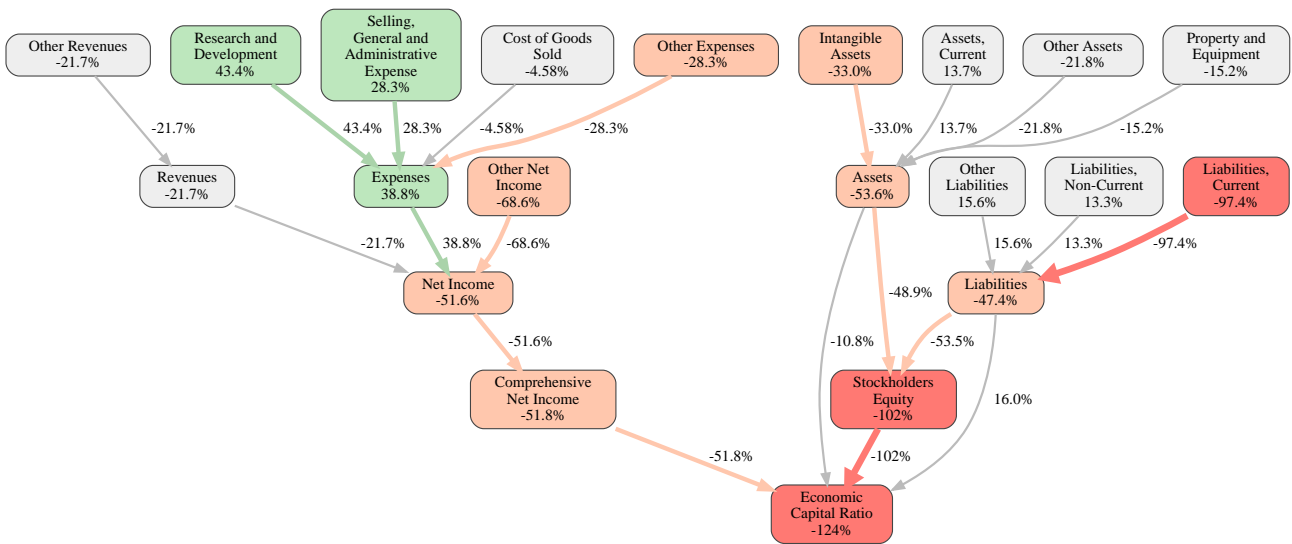 Other Revenues
-21.7%
Research and
Development
43.4%
Selling,
General and
Administrative
Expense
28.3%
Cost of Goods
Sold
-4.58%
Other Expenses
-28.3%
Intangible
Assets
-33.0%
Assets,
Current
13.7%
Other Assets
-21.8%
Property and
Equipment
-15.2%
-21.7%
43.4%
28.3%
-4.58%
-28.3%
-33.0%
13.7%
-21.8%
-15.2%
Revenues
-21.7%
Expenses
38.8%
Other Net
Income
-68.6%
Assets
-53.6%
Other
Liabilities
15.6%
Liabilities,
Non-Current
13.3%
Liabilities,
Current
-97.4%
-21.7%
38.8%
-68.6%
15.6%
13.3%
-97.4%
Net Income
-51.6%
-48.9%
Liabilities
-47.4%
-51.6%
-10.8%
-53.5%
Comprehensive
Net Income
-51.8%
Stockholders
Equity
-102%
16.0%
-51.8%
-102%
Economic
Capital Ratio
-124%